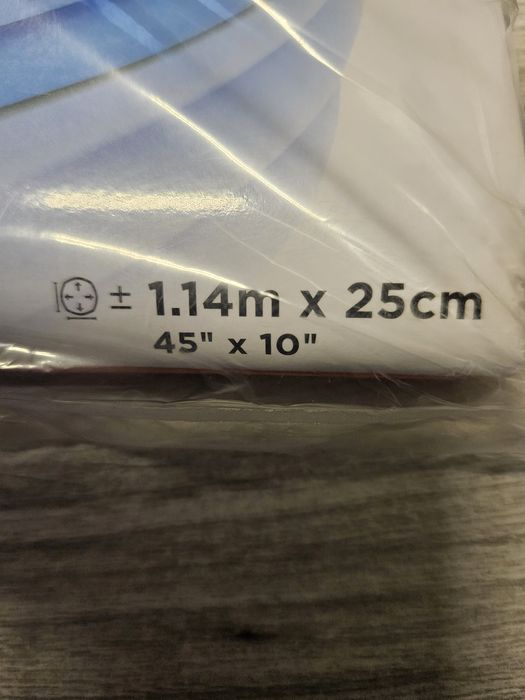 ± 1.14m x 25cm
45" x 10"